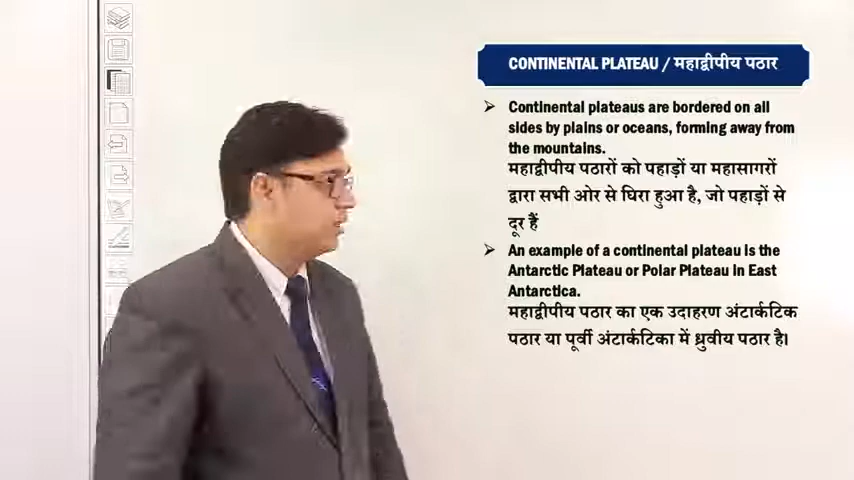 CONTINENTAL PLATEAU / महाद्वीपीय पठार
Continental plateaus are bordered on all
sides by plains or oceans, forming away from
the mountains.
महाद्वीपीय पठारों को पहाड़ों या महासागरों
द्वारा सभी ओर से घिरा हुआ है, जो पहाड़ों से
दूर हैं
An example of a continental plateau is the
Antarctic Plateau or Polar Plateau in East
Antarctica.
महाद्वीपीय पठार का एक उदाहरण अंटार्कटिक
पठार या पूर्वी अंटार्कटिका में ध्रुवीय पठार है।